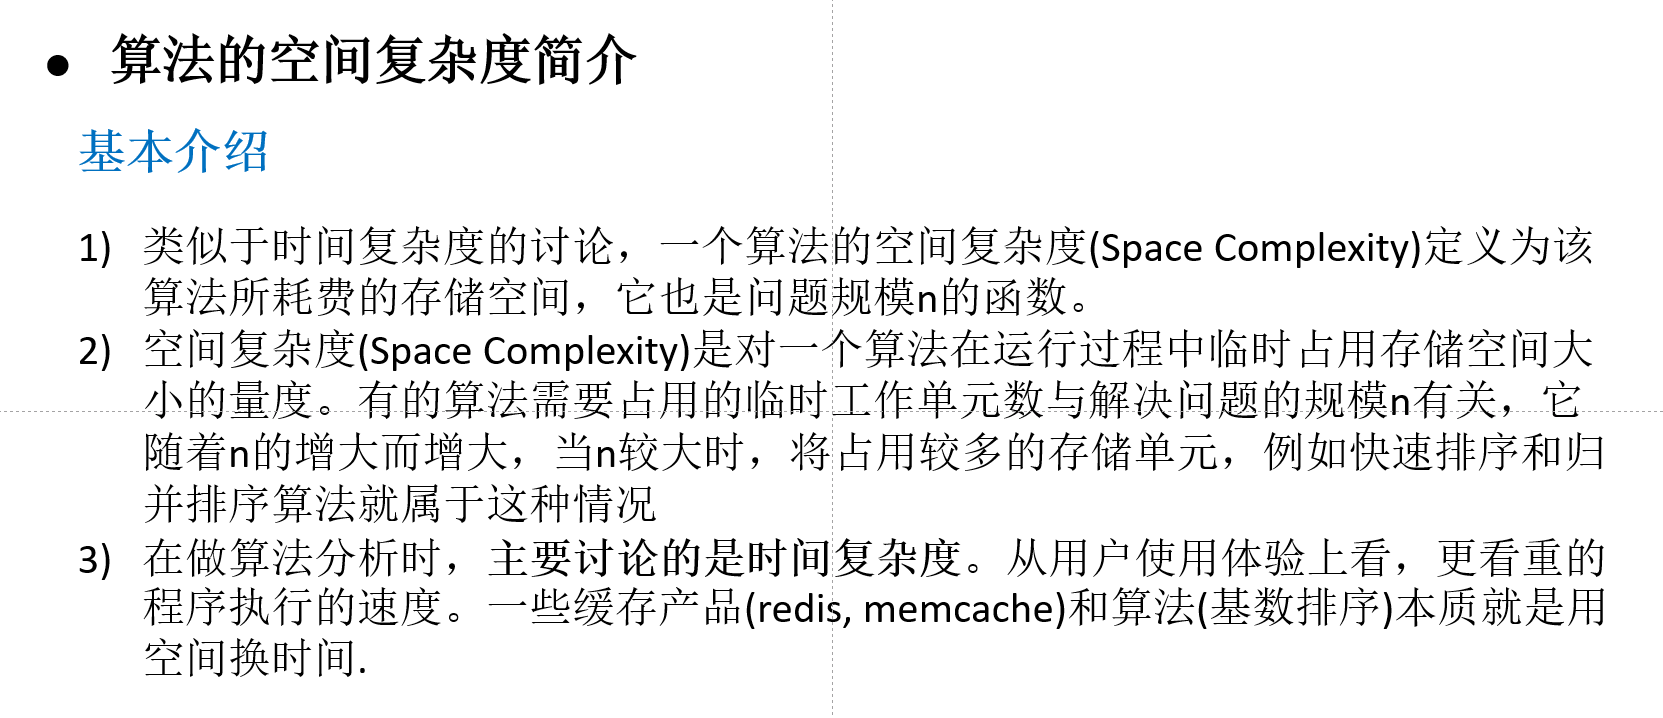 ● 算法的空间复杂度简介
基本介绍
1) 类似于时间复杂度的讨论，一个算法的空间复杂度(Space Complexity)定义为该
算法所耗费的存储空间，它也是问题规模n的函数。
2) 空间复杂度(Space Complexity)是对一个算法在运行过程中临时占用存储空间大
小的量度。有的算法需要占用的临时工作单元数与解决问题的规模n有关，它
随着n的增大而增大，当n较大时，将占用较多的存储单元，例如快速排序和归
并排序算法就属于这种情况
3) 在做算法分析时，主要讨论的是时间复杂度。从用户使用体验上看，更看重的
程序执行的速度。一些缓存产品(redis, memcache)和算法(基数排序)本质就是用
空间换时间.